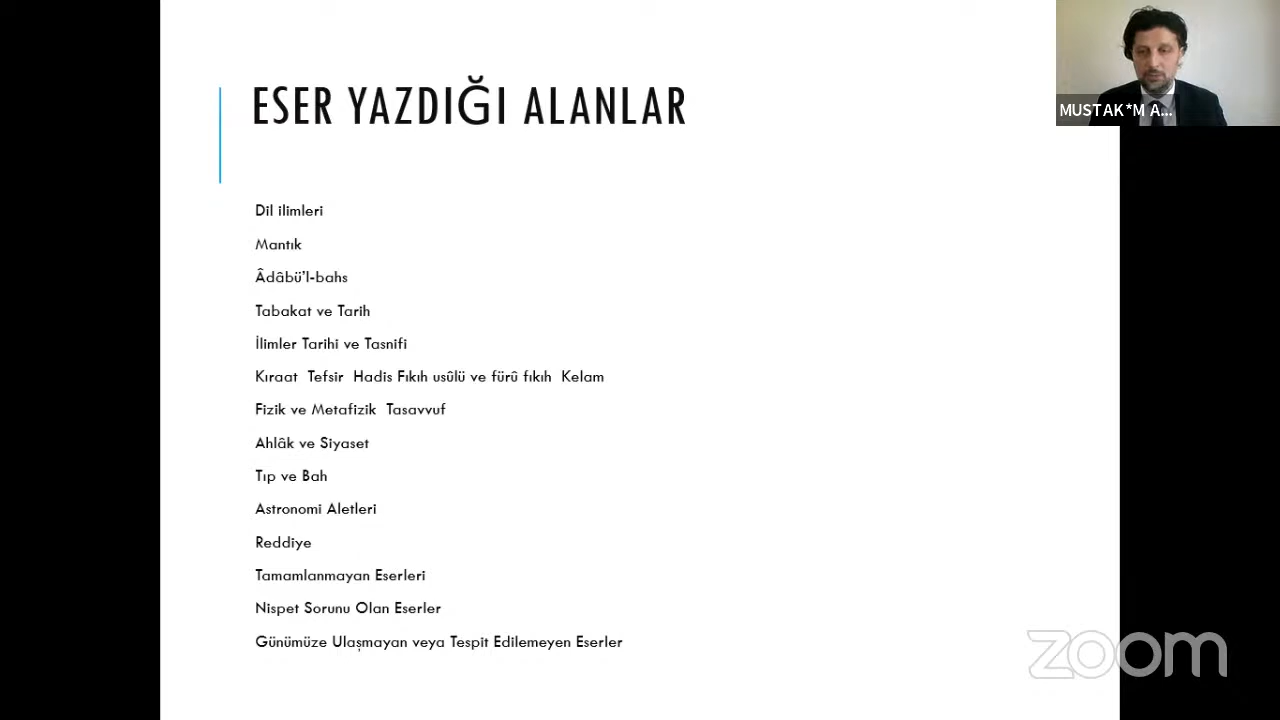 ESER YAZDIĞI ALANLAR
MUSTAK*M A...
Dil ilimleri
Mantık
Âdâbü'l-bahs
Tabakat ve Tarih
İlimler Tarihi ve Tasnifi
Kıraat Tefsir Hadis Fıkıh usûlü ve fürû fıkıh Kelam
Fizik ve Metafizik Tasavvuf
Ahlâk ve Siyaset
Tıp ve Bah
Astronomi Aletleri
Reddiye
Tamamlanmayan Eserleri
Nispet Sorunu Olan Eserler
Günümüze Ulaşmayan veya Tespit Edilemeyen Eserler
zoom